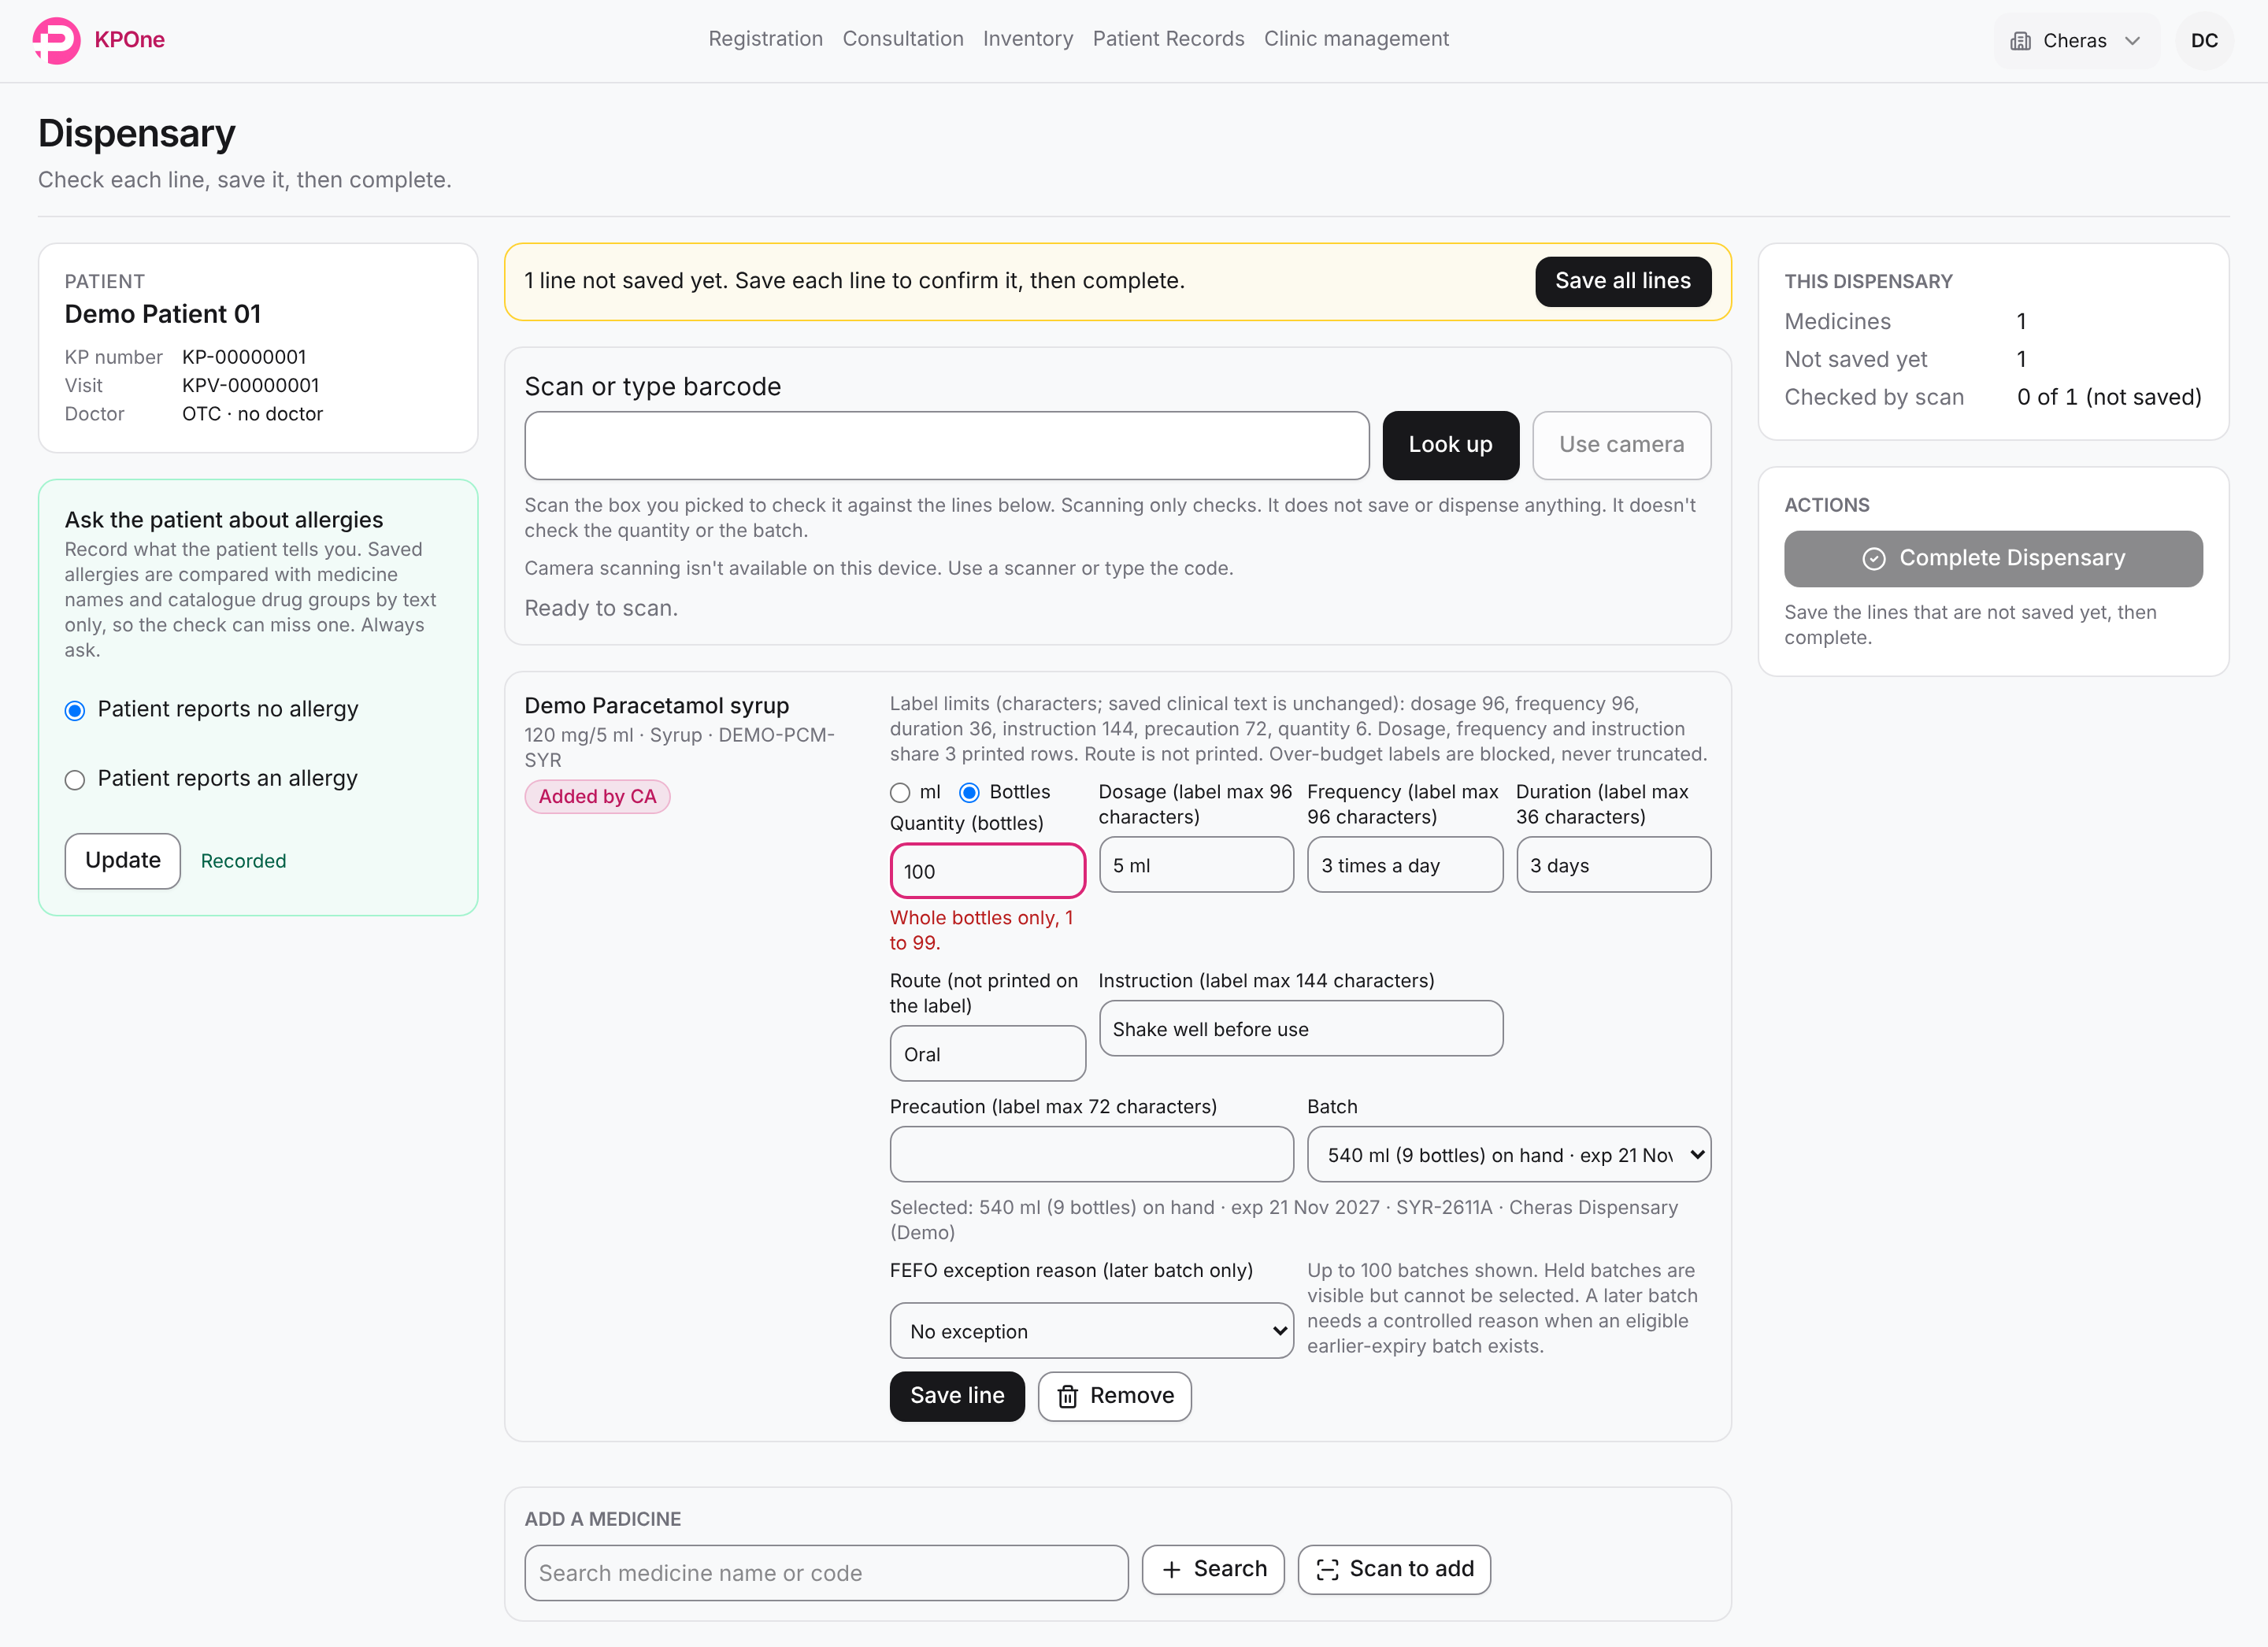 KPOne
Registration Consultation Inventory Patient Records Clinic management
Cheras
DC
Dispensary
Check each line, save it, then complete.
PATIENT
Demo Patient 01
KP number KP-00000001
Visit KPV-00000001
Doctor OTC · no doctor
Ask the patient about allergies
Record what the patient tells you. Saved
allergies are compared with medicine
names and catalogue drug groups by text
only, so the check can miss one. Always
ask.
Patient reports no allergy
Patient reports an allergy
Update Recorded
1 line not saved yet. Save each line to confirm it, then complete.
Save all lines
Scan or type barcode
Look up
Use camera
Scan the box you picked to check it against the lines below. Scanning only checks. It does not save or dispense anything. It doesn't
check the quantity or the batch.
Camera scanning isn't available on this device. Use a scanner or type the code.
Ready to scan.
Demo Paracetamol syrup
120 mg/5 ml · Syrup · DEMO-PCM-
SYR
Added by CA
Label limits (characters; saved clinical text is unchanged): dosage 96, frequency 96,
duration 36, instruction 144, precaution 72, quantity 6. Dosage, frequency and instruction
share 3 printed rows. Route is not printed. Over-budget labels are blocked, never truncated.
ml Bottles
Quantity (bottles)
100
Whole bottles only, 1
to 99.
Dosage (label max 96
characters)
5 ml
Frequency (label max
96 characters)
3 times a day
Duration (label max
36 characters)
3 days
Route (not printed on
the label)
Oral
Instruction (label max 144 characters)
Shake well before use
Precaution (label max 72 characters)
Batch
540 ml (9 bottles) on hand · exp 21 Nov
Selected: 540 ml (9 bottles) on hand · exp 21 Nov 2027 · SYR-2611A · Cheras Dispensary
(Demo)
FEFO exception reason (later batch only)
No exception
Up to 100 batches shown. Held batches are
visible but cannot be selected. A later batch
needs a controlled reason when an eligible
earlier-expiry batch exists.
Save line
Remove
ADD A MEDICINE
Search medicine name or code
Search
Scan to add
THIS DISPENSARY
Medicines 1
Not saved yet 1
Checked by scan 0 of 1 (not saved)
ACTIONS
Complete Dispensary
Save the lines that are not saved yet, then
complete.